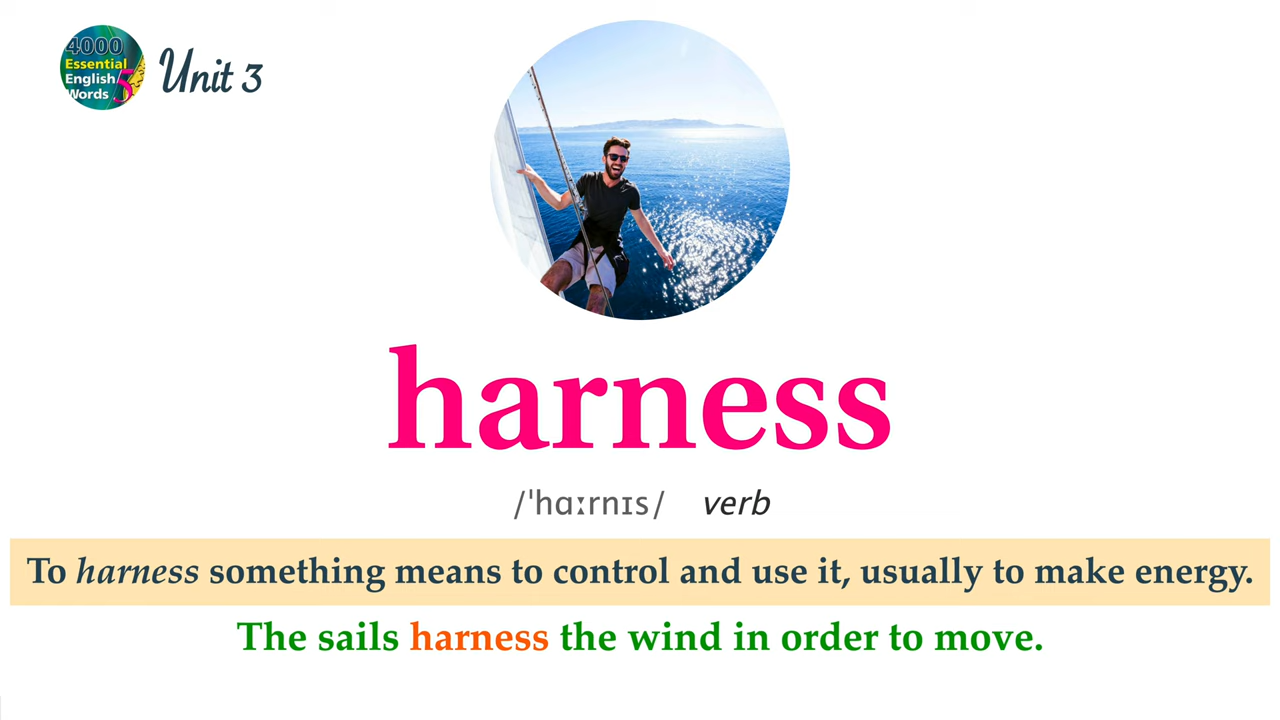 4000
Essential
English
Words 5
Unit 3
harness
/ˈhɑːrnɪs/ verb
To harness something means to control and use it, usually to make energy.
The sails harness the wind in order to move.